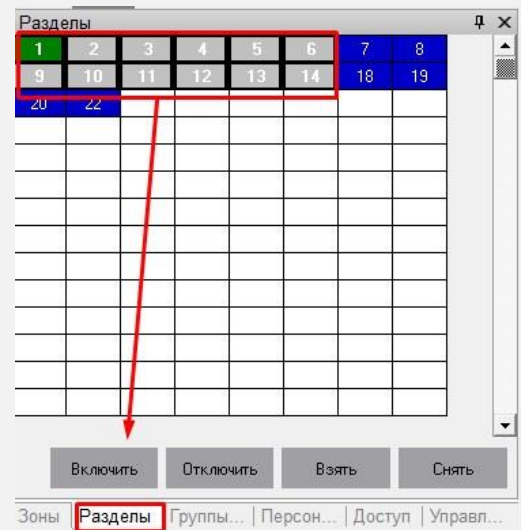 Разделы
1 2 3 4 5 6 7 8
9 10 11 12 13 14 18 19
20 22
Включить Отключить Взять Снять
Зоны Разделы Группы... Персон... Доступ Управл...